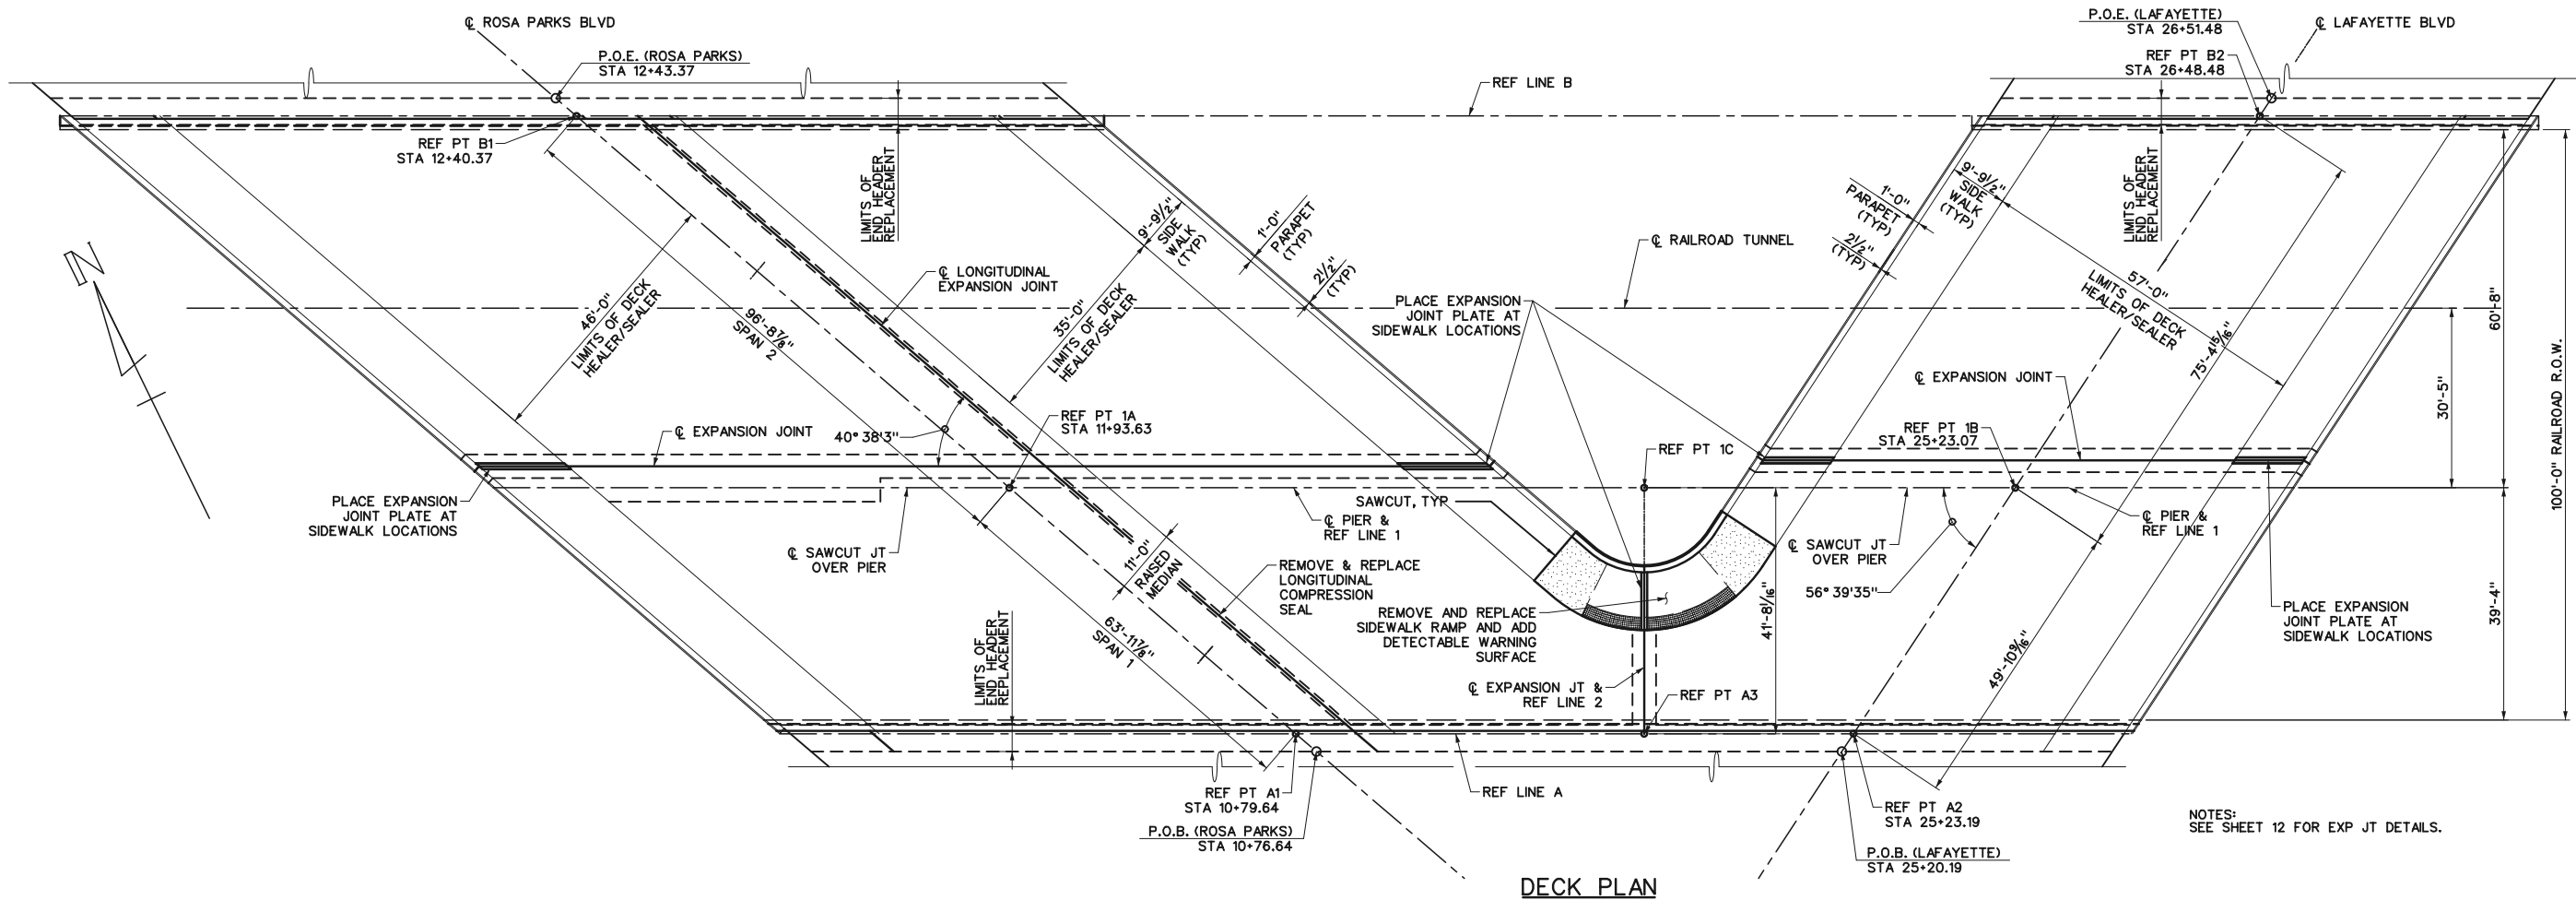 ℄ ROSA PARKS BLVD
P.O.E. (ROSA PARKS)
STA 12+43.37
P.O.E. (LAFAYETTE)
STA 26+51.48
℄ LAFAYETTE BLVD
REF PT B2
STA 26+48.48
REF LINE B
REF PT B1
STA 12+40.37
LIMITS OF
END HEADER
REPLACEMENT
9'-9½"
SIDE
WALK
(TYP)
1'-0"
PARAPET
(TYP)
2½"
(TYP)
1'-0"
PARAPET
(TYP)
2½"
(TYP)
9'-9½"
SIDE
WALK
(TYP)
LIMITS OF
END HEADER
REPLACEMENT
N
℄ RAILROAD TUNNEL
℄ LONGITUDINAL
EXPANSION JOINT
46'-0"
LIMITS OF DECK
HEALER/SEALER
96'-8⅞"
SPAN 2
35'-0"
LIMITS OF DECK
HEALER/SEALER
PLACE EXPANSION
JOINT PLATE AT
SIDEWALK LOCATIONS
57'-0"
LIMITS OF DECK
HEALER/SEALER
75'-4¹⁵⁄₁₆"
60'-8"
30'-5"
100'-0" RAILROAD R.O.W.
℄ EXPANSION JOINT
40°38'3"
REF PT 1A
STA 11+93.63
℄ EXPANSION JOINT
REF PT 1B
STA 25+23.07
REF PT 1C
PLACE EXPANSION
JOINT PLATE AT
SIDEWALK LOCATIONS
SAWCUT, TYP
℄ PIER &
REF LINE 1
℄ SAWCUT JT
OVER PIER
℄ PIER &
REF LINE 1
℄ SAWCUT JT
OVER PIER
11'-0"
RAISED
MEDIAN
REMOVE & REPLACE
LONGITUDINAL
COMPRESSION
SEAL
56°39'35"
REMOVE AND REPLACE
SIDEWALK RAMP AND ADD
DETECTABLE WARNING
SURFACE
41'-8¹⁄₁₆"
PLACE EXPANSION
JOINT PLATE AT
SIDEWALK LOCATIONS
39'-4"
63'-11⅞"
SPAN 1
LIMITS OF
END HEADER
REPLACEMENT
49'-10⁹⁄₁₆"
℄ EXPANSION JT &
REF LINE 2
REF PT A3
REF PT A1
STA 10+79.64
REF LINE A
REF PT A2
STA 25+23.19
P.O.B. (ROSA PARKS)
STA 10+76.64
P.O.B. (LAFAYETTE)
STA 25+20.19
NOTES:
SEE SHEET 12 FOR EXP JT DETAILS.
DECK PLAN